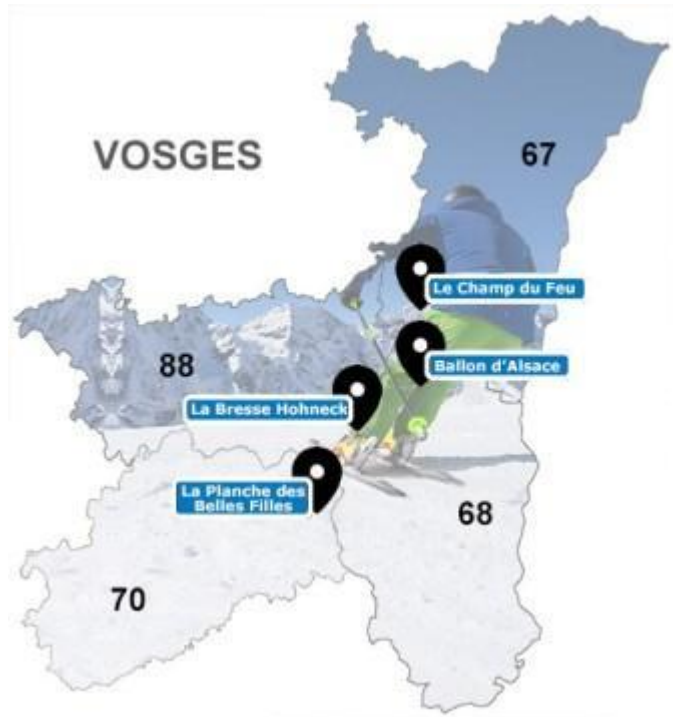 VOSGES
67
Le Champ du Feu
88
Ballon d'Alsace
La Bresse Hohneck
La Planche des
Belles Filles
68
70